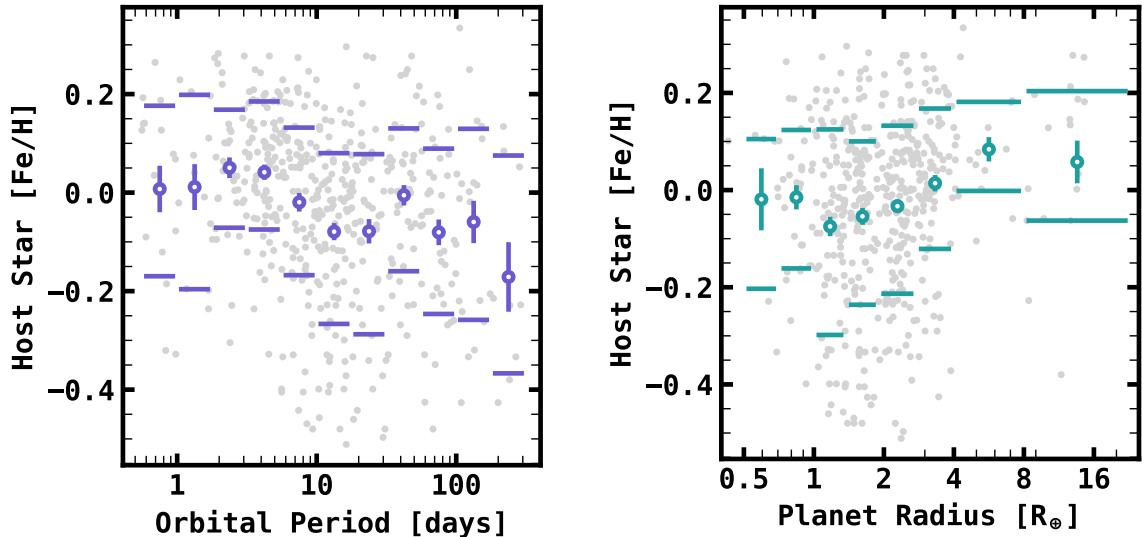 Host Star [Fe/H]
0.2
0.0
−0.2
−0.4
1 10 100
Orbital Period [days]
Host Star [Fe/H]
0.2
0.0
−0.2
−0.4
0.5 1 2 4 8 16
Planet Radius [R⊕]